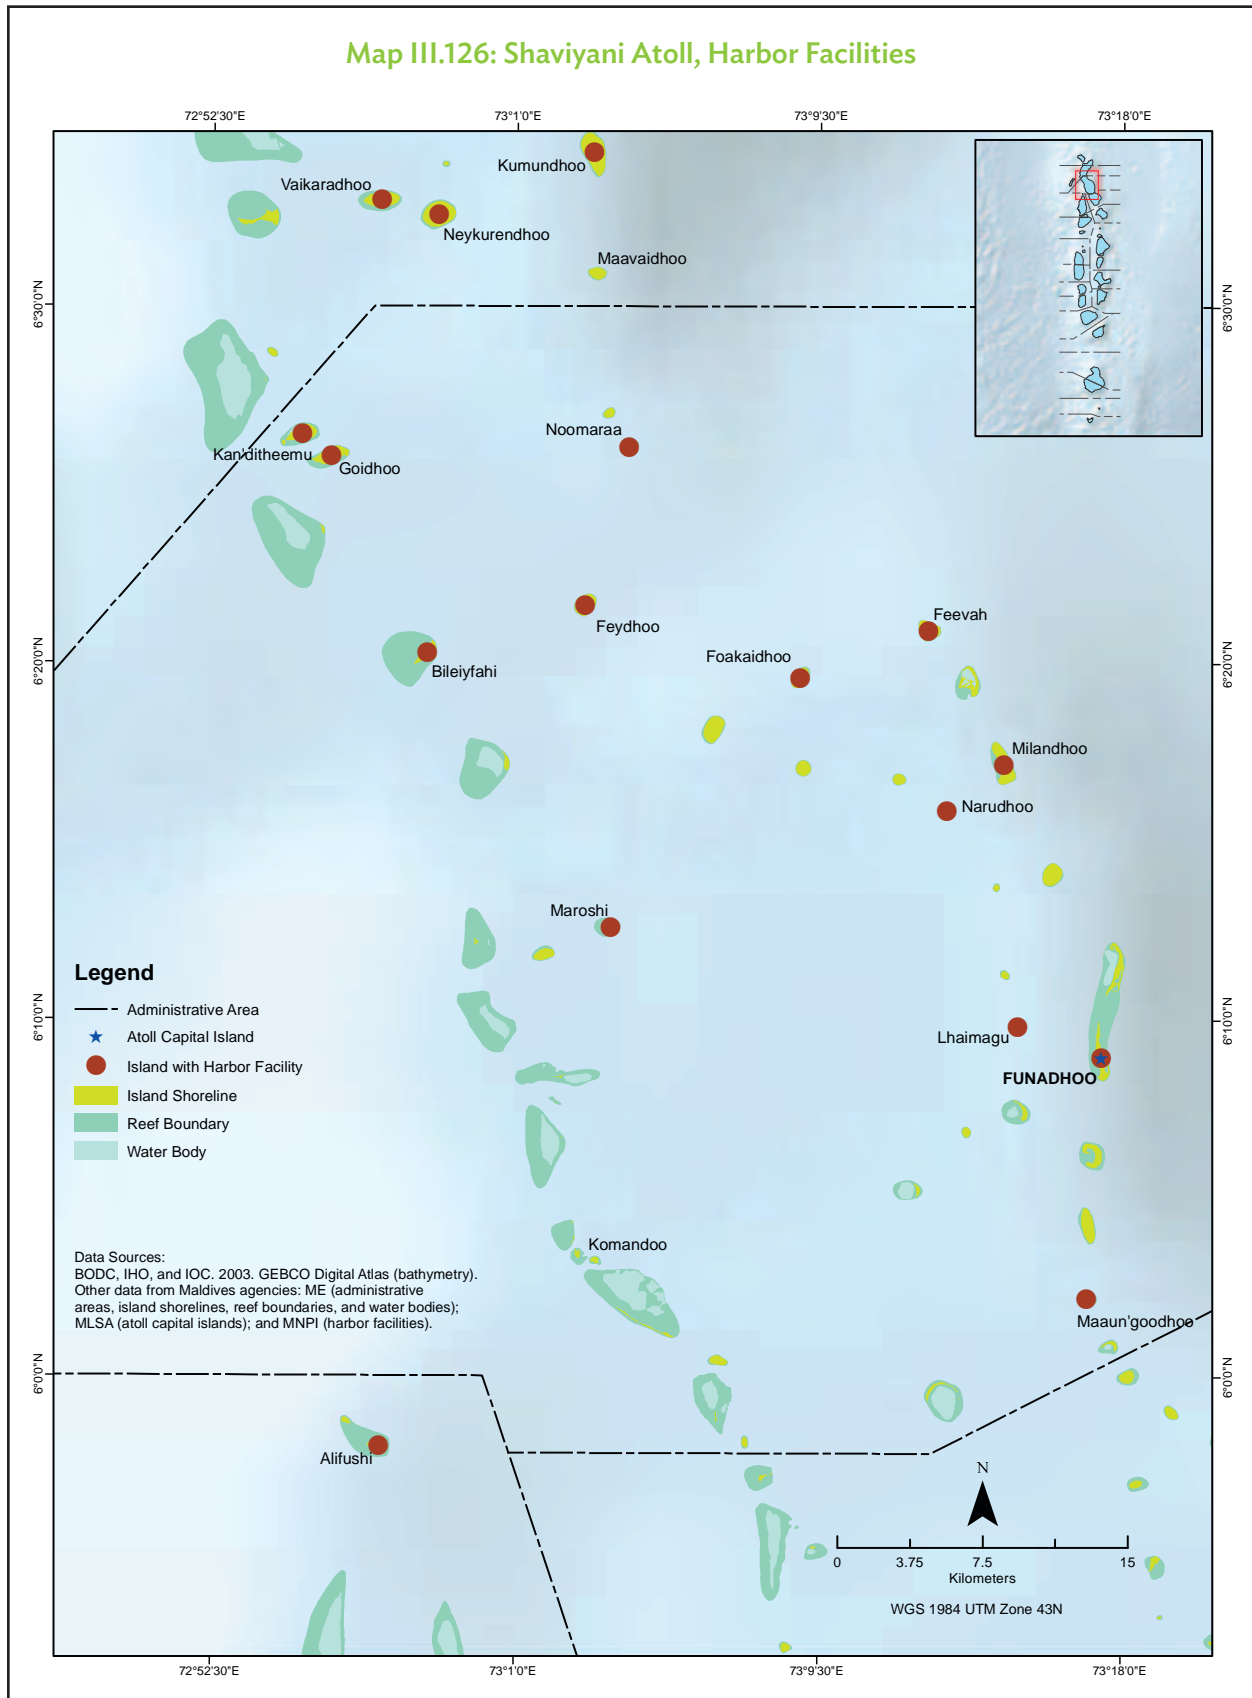 Map III.126: Shaviyani Atoll, Harbor Facilities
72°52'30"E
73°1'0"E
73°9'30"E
73°18'0"E
Kumundhoo
Vaikaradhoo
Neykurendhoo
Maavaidhoo
6°30'0"N
6°30'0"N
Noomaraa
Kan'ditheemu
Goidhoo
Feydhoo
Feevah
Foakaidhoo
6°20'0"N
6°20'0"N
Bileiyfahi
Milandhoo
Narudhoo
Maroshi
Legend
Administrative Area
Atoll Capital Island
Island with Harbor Facility
Island Shoreline
Reef Boundary
Water Body
6°10'0"N
6°10'0"N
Lhaimagu
FUNADHOO
Komandoo
Data Sources:
BODC, IHO, and IOC. 2003. GEBCO Digital Atlas (bathymetry).
Other data from Maldives agencies: ME (administrative
areas, island shorelines, reef boundaries, and water bodies);
MLSA (atoll capital islands); and MNPI (harbor facilities).
Maaun'goodhoo
6°0'0"N
6°0'0"N
Alifushi
N
0 3.75 7.5 15
Kilometers
WGS 1984 UTM Zone 43N
72°52'30"E
73°1'0"E
73°9'30"E
73°18'0"E